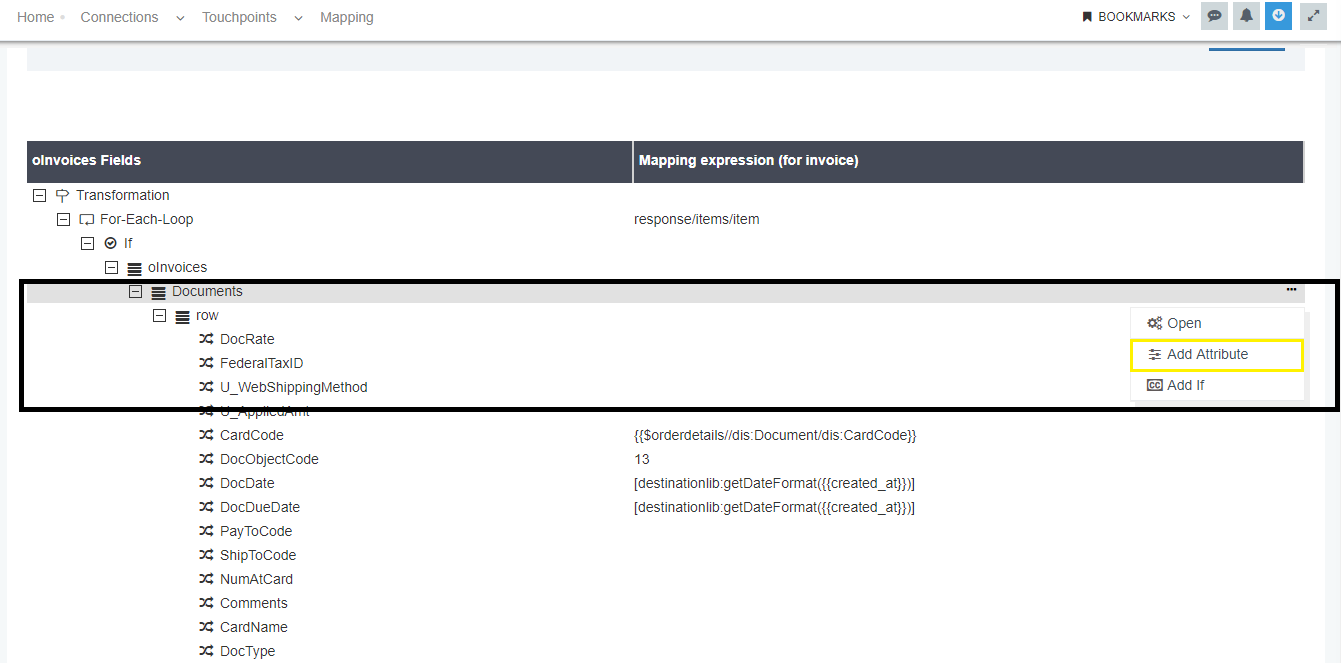 Home Connections Touchpoints Mapping BOOKMARKS
oInvoices Fields Mapping expression (for invoice)
Transformation
For-Each-Loop response/items/item
If
oInvoices
Documents ...
row
Open
DocRate
Add Attribute
FederalTaxID
Add If
U_WebShippingMethod
U_AppliedAmt
CardCode {{$orderdetails//dis:Document/dis:CardCode}}
DocObjectCode 13
DocDate [destinationlib:getDateFormat({{created_at}})]
DocDueDate [destinationlib:getDateFormat({{created_at}})]
PayToCode
ShipToCode
NumAtCard
Comments
CardName
DocType